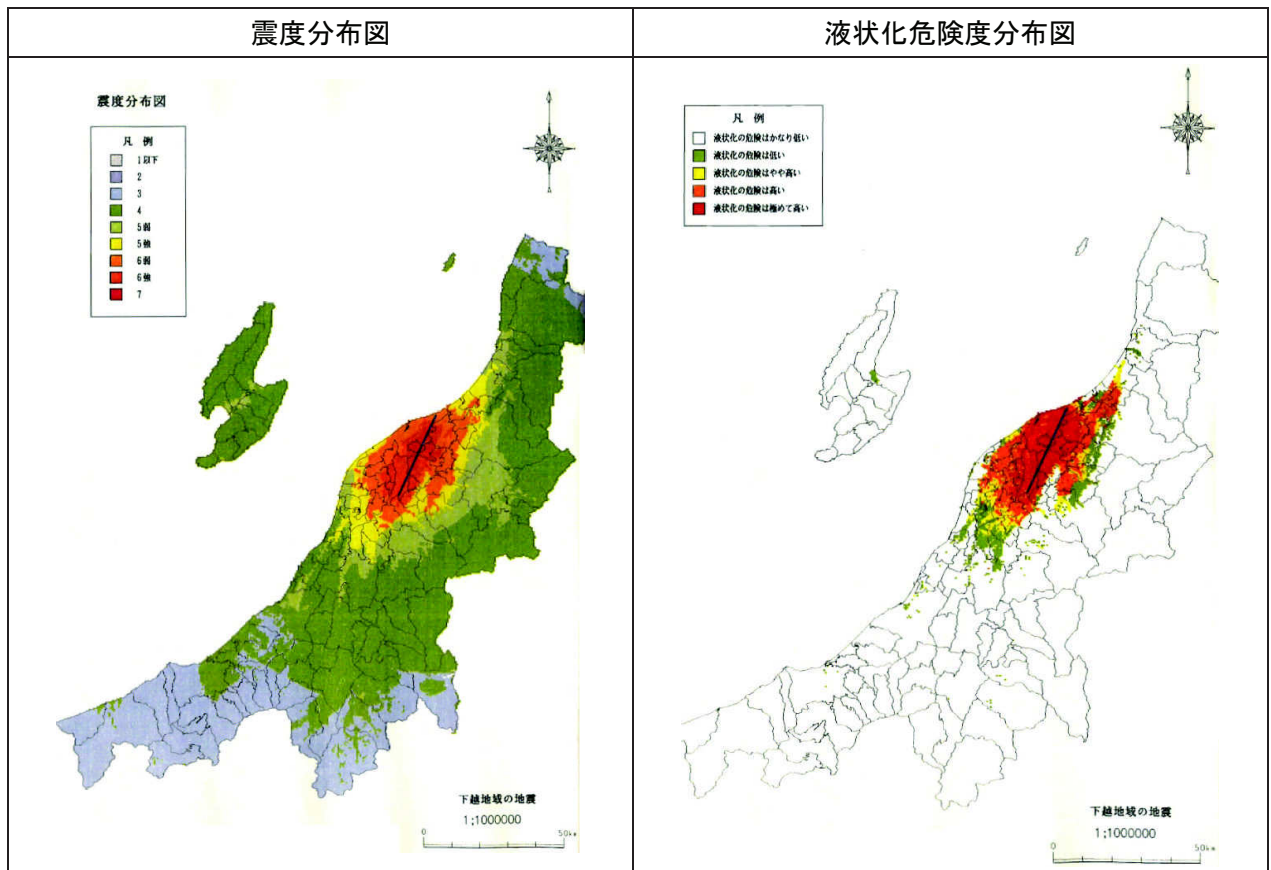 震度分布図
液状化危険度分布図
震度分布図
凡 例
1以下
2
3
4
5弱
5強
6弱
6強
7
下越地域の地震
1:1000000
0 50km
凡 例
液状化の危険はかなり低い
液状化の危険は低い
液状化の危険はやや高い
液状化の危険は高い
液状化の危険は極めて高い
下越地域の地震
1:1000000
0 50km